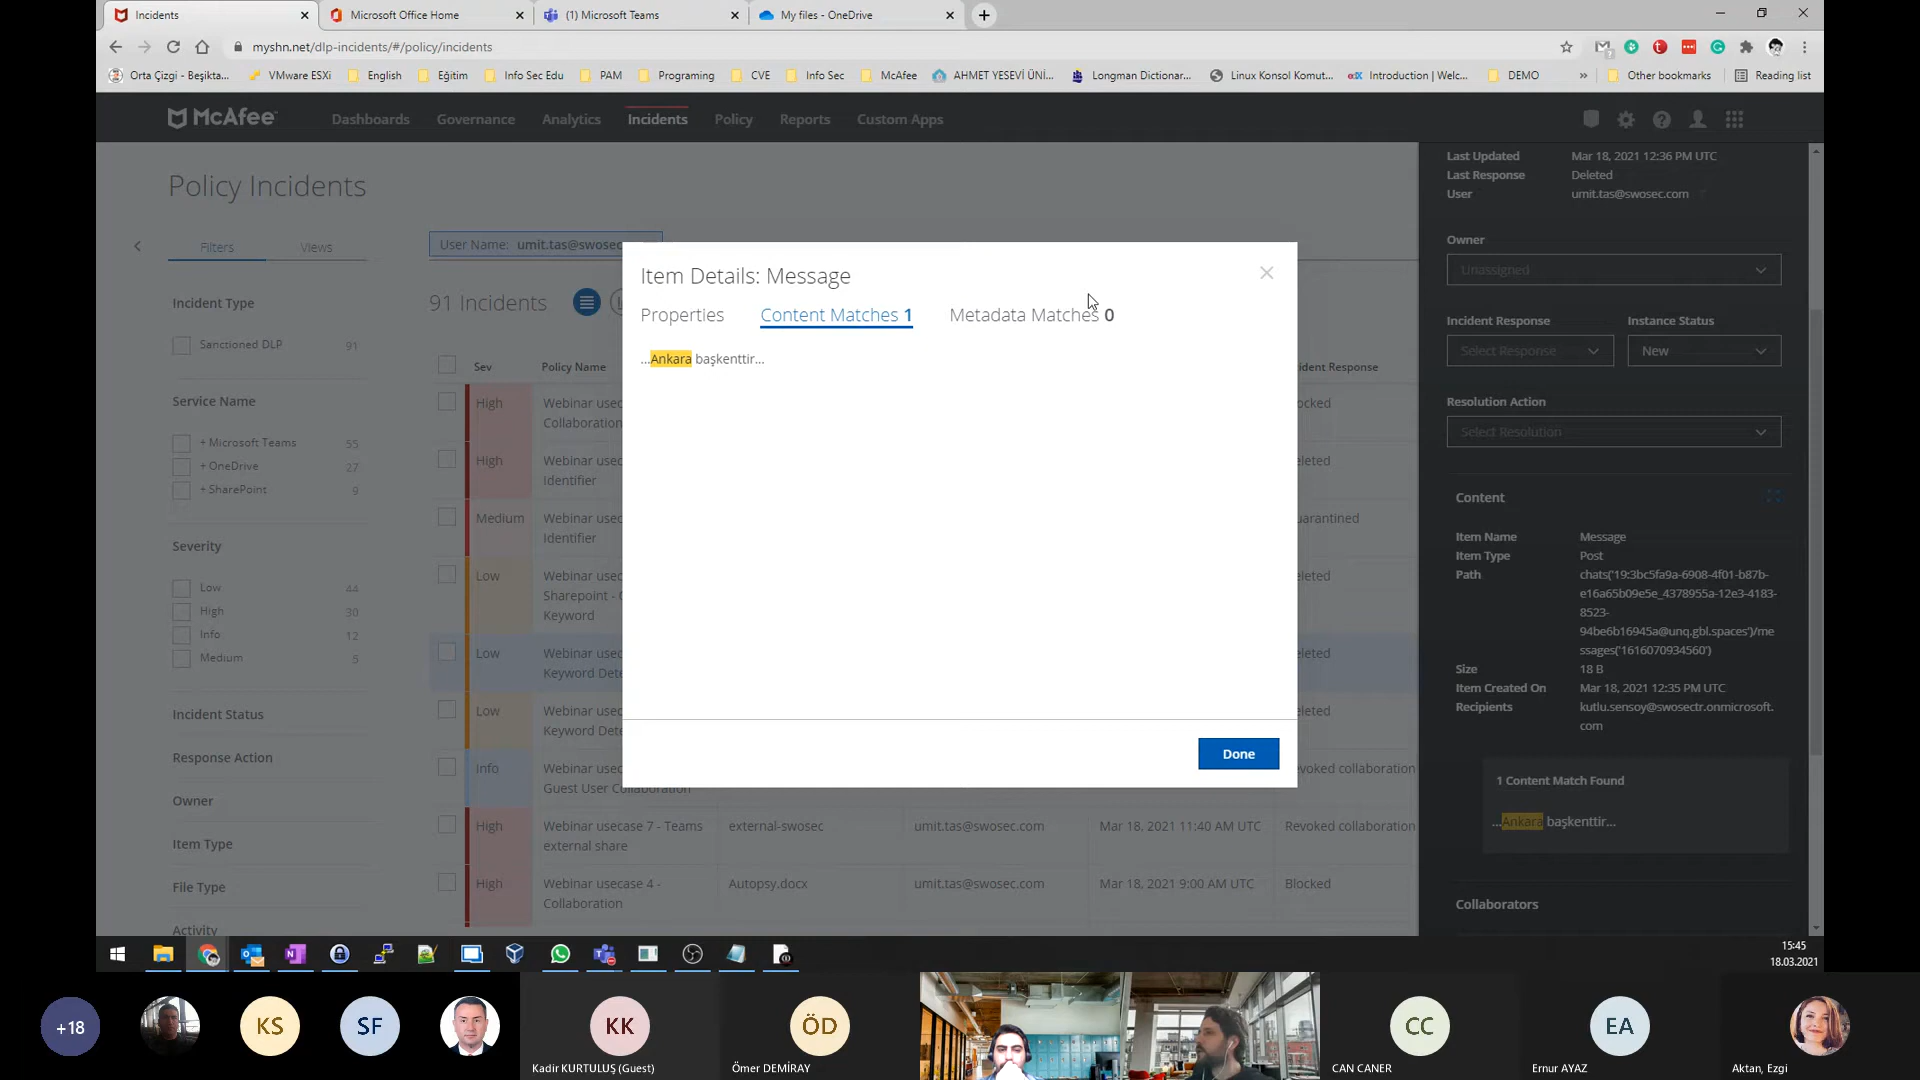 Incidents
Microsoft Office Home
(1) Microsoft Teams
My files - OneDrive
myshn.net/dlp-incidents/#/policy/incidents
Orta Çizgi - Beşikta...
VMware ESXi
English
Eğitim
Info Sec Edu
PAM
Programing
CVE
Info Sec
McAfee
AHMET YESEVİ ÜNİ...
Longman Dictionar...
Linux Konsol Komut...
Introduction | Welc...
DEMO
»
Other bookmarks
Reading list
McAfee
Dashboards
Governance
Analytics
Incidents
Policy
Reports
Custom Apps
Policy Incidents
Filters
Views
Incident Type
Sanctioned DLP 91
Service Name
+ Microsoft Teams 55
+ OneDrive 27
+ SharePoint 9
Severity
Low 44
High 30
Info 12
Medium 5
Incident Status
Response Action
Owner
Item Type
File Type
Activity
User Name: umit.tas@swosec
91 Incidents
Sev
Policy Name
ident Response
High
Webinar usec
Collaboration
ocked
High
Webinar usec
Identifier
eleted
Medium
Webinar usec
Identifier
uarantined
Low
Webinar usec
Sharepoint - 
Keyword
eleted
Low
Webinar usec
Keyword Dete
eleted
Low
Webinar usec
Keyword Dete
eleted
Info
Webinar usec
Guest User Collaboration
evoked collaboration
High
Webinar usecase 7 - Teams
external share
external-swosec
umit.tas@swosec.com
Mar 18, 2021 11:40 AM UTC
Revoked collaboration
High
Webinar usecase 4 -
Collaboration
Autopsy.docx
umit.tas@swosec.com
Mar 18, 2021 9:00 AM UTC
Blocked
Item Details: Message
Properties
Content Matches 1
Metadata Matches 0
...Ankara başkenttir...
Done
Last Updated Mar 18, 2021 12:36 PM UTC
Last Response Deleted
User umit.tas@swosec.com
Owner
Unassigned
Incident Response
Select Response
Instance Status
New
Resolution Action
Select Resolution
Content
Item Name Message
Item Type Post
Path chats('19:3bc5fa9a-6908-4f01-b87b-
e16a65b09e5e_4378955a-12e3-4183-
8523-
94be6b16945a@unq.gbl.spaces')/me
ssages('1616070934560')
Size 18 B
Item Created On Mar 18, 2021 12:35 PM UTC
Recipients kutlu.sensoy@swosectr.onmicrosoft.
com
1 Content Match Found
...Ankara başkenttir...
Collaborators
15:45
18.03.2021
+18
KS
SF
KK
Kadir KURTULUŞ (Guest)
ÖD
Ömer DEMİRAY
CC
CAN CANER
EA
Ernur AYAZ
Aktan, Ezgi